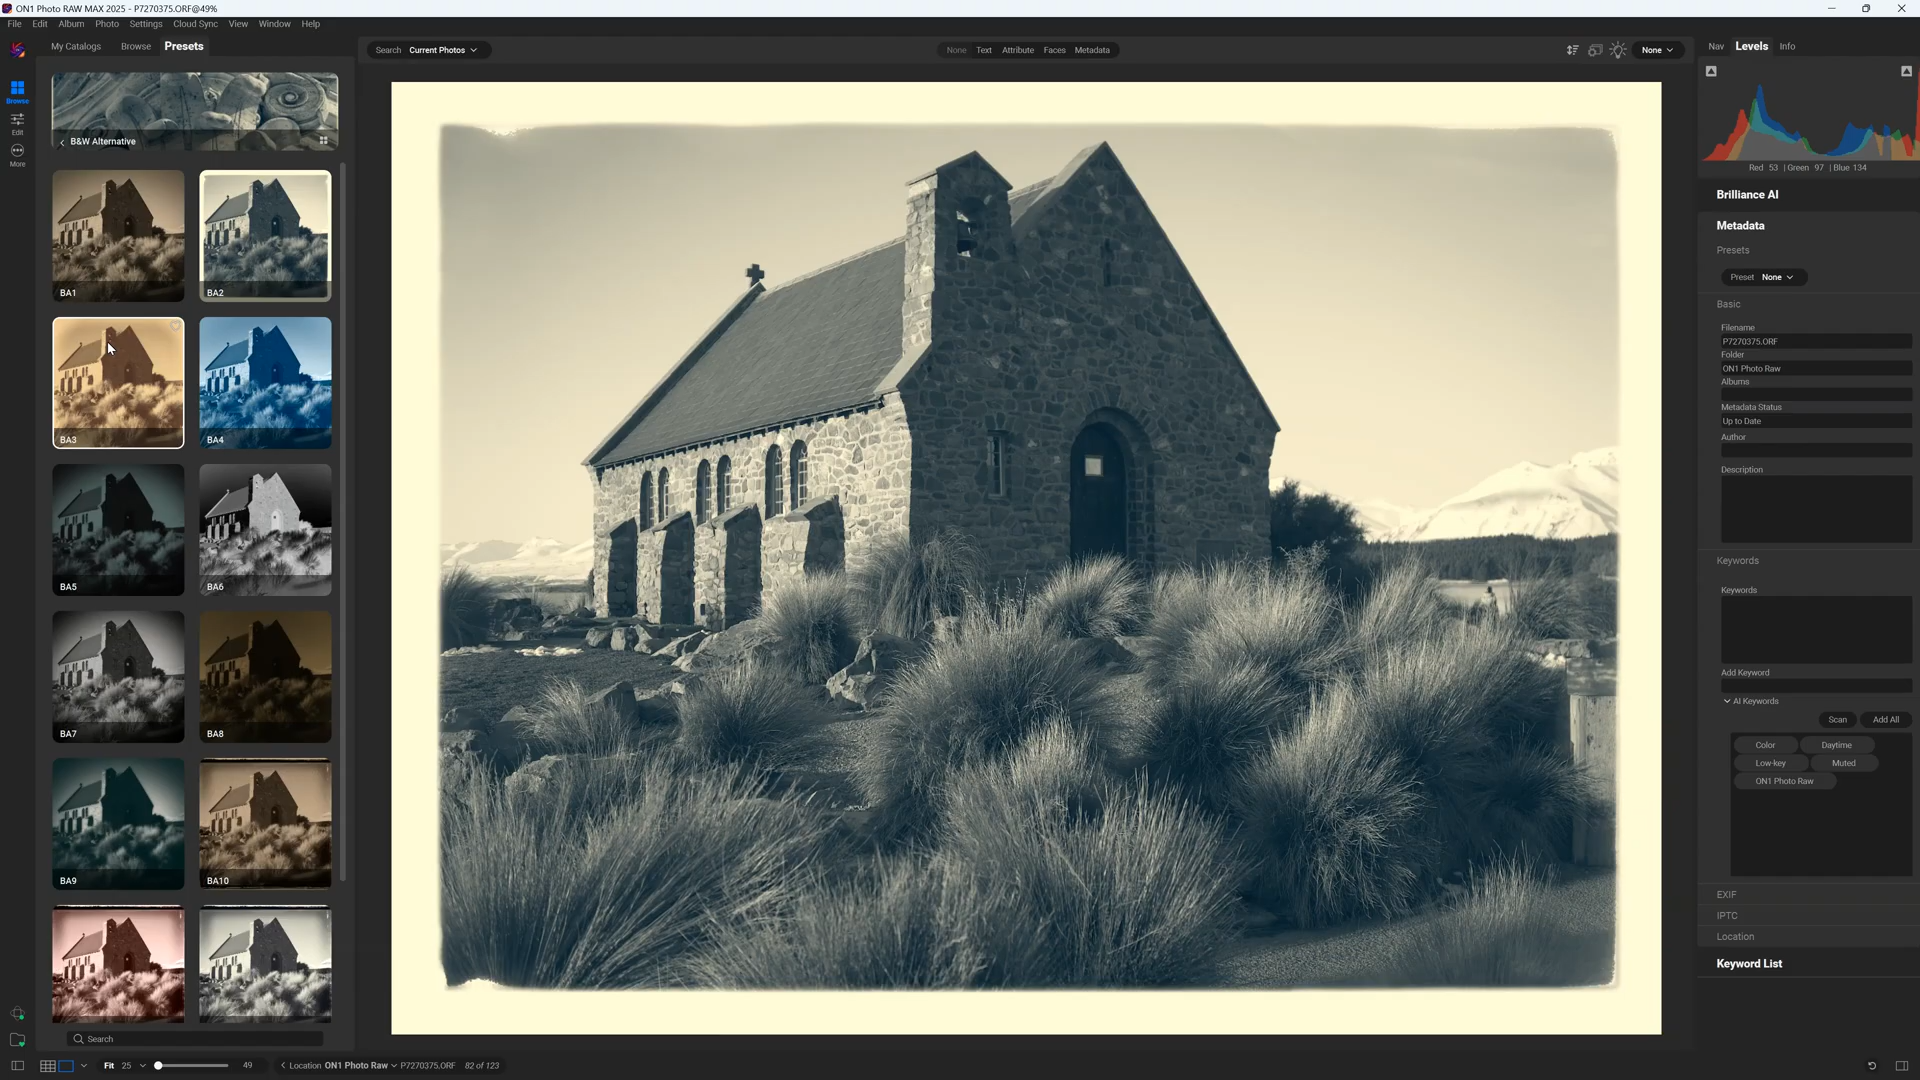 ON1 Photo RAW MAX 2025 - P7270375.ORF@49%
File Edit Album Photo Settings Cloud Sync View Window Help
My Catalogs Browse Presets
Search Current Photos
None Text Attribute Faces Metadata
None
Nav Levels Info
Browse
Edit
More
B&W Alternative
BA1
BA2
BA3
BA4
BA5
BA6
BA7
BA8
BA9
BA10
Search
Red 53 | Green 97 | Blue 134
Brilliance AI
Metadata
Presets
Preset None
Basic
Filename
P7270375.ORF
Folder
ON1 Photo Raw
Albums
Metadata Status
Up to Date
Author
Description
Keywords
Keywords
Add Keyword
AI Keywords
Scan Add All
Color Daytime
Low-key Muted
ON1 Photo Raw
EXIF
IPTC
Location
Keyword List
Fit 25 49 Location ON1 Photo Raw P7270375.ORF 82 of 123